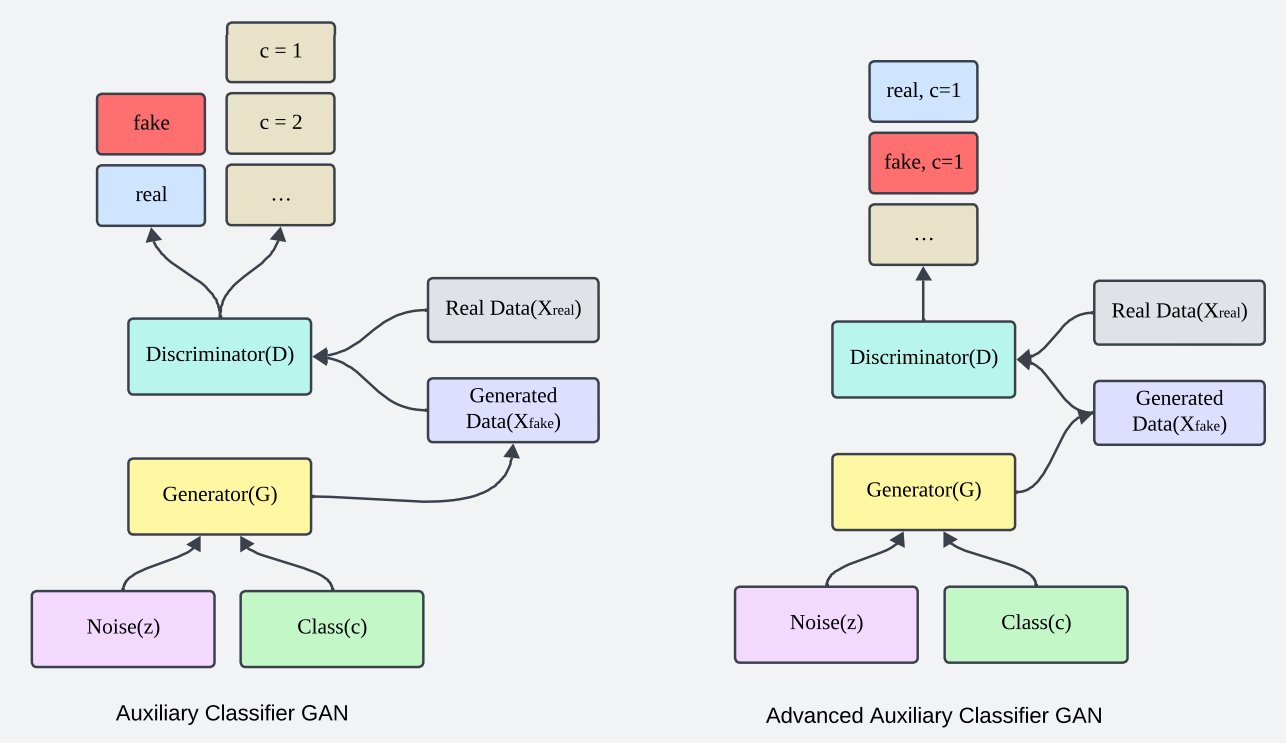 c = 1
fake
c = 2
real
…
Discriminator(D)
Real Data(Xreal)
Generated
Data(Xfake)
Generator(G)
Noise(z)
Class(c)
Auxiliary Classifier GAN
real, c=1
fake, c=1
…
Discriminator(D)
Real Data(Xreal)
Generated
Data(Xfake)
Generator(G)
Noise(z)
Class(c)
Advanced Auxiliary Classifier GAN